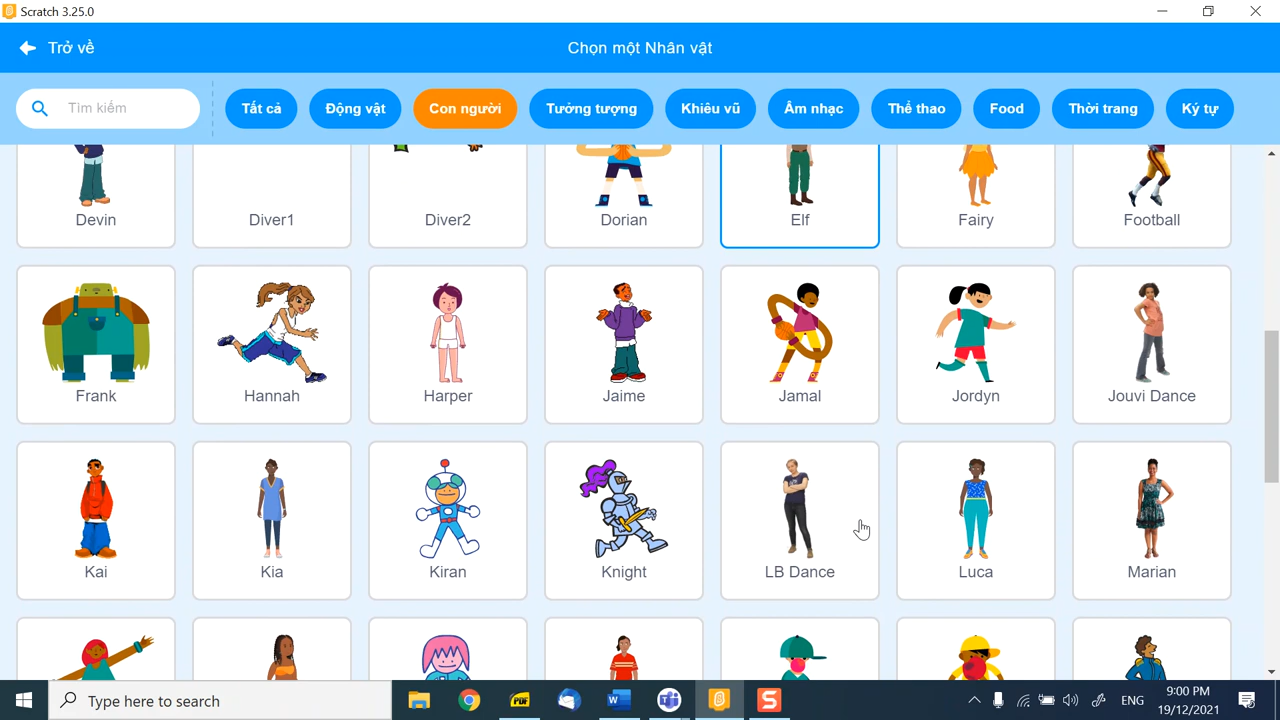 Scratch 3.25.0
Trở về
Chọn một Nhân vật
Tìm kiếm
Tất cả
Động vật
Con người
Tưởng tượng
Khiêu vũ
Âm nhạc
Thể thao
Food
Thời trang
Ký tự
Devin
Diver1
Diver2
Dorian
Elf
Fairy
Football
Frank
Hannah
Harper
Jaime
Jamal
Jordyn
Jouvi Dance
Kai
Kia
Kiran
Knight
LB Dance
Luca
Marian
Type here to search
PDF
W
S
ENG
9:00 PM
19/12/2021